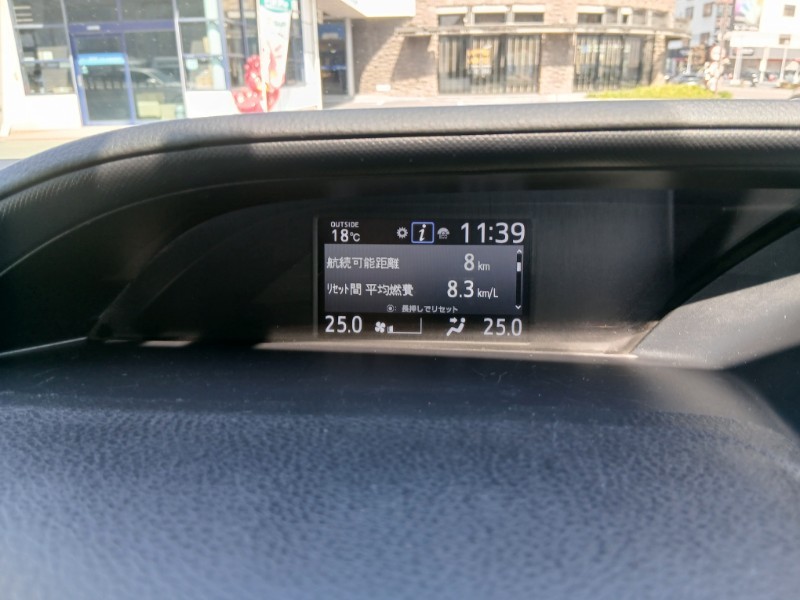 OUTSIDE
18℃
i
11:39
航続可能距離 8 km
リセット間 平均燃費 8.3 km/L
長押しでリセット
25.0
25.0